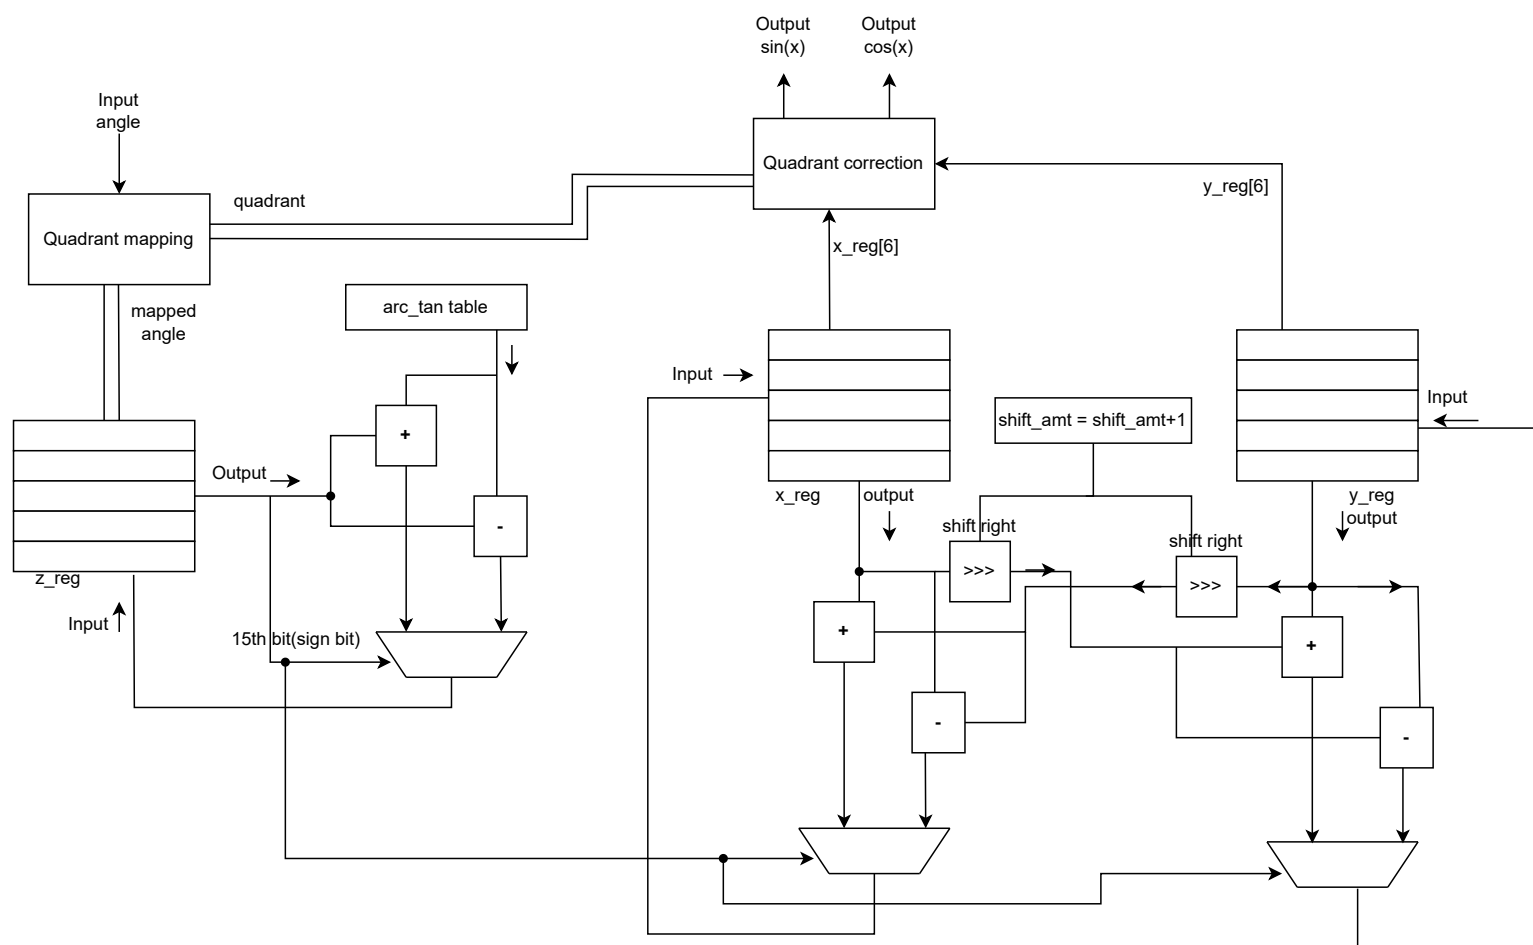 Output
sin(x)
Output
cos(x)
Input
angle
Quadrant correction
quadrant
y_reg[6]
Quadrant mapping
x_reg[6]
mapped
angle
arc_tan table
Input
Input
shift_amt = shift_amt+1
+
Output
x_reg
output
y_reg
output
-
shift right
shift right
>>>
>>>
z_reg
Input
15th bit(sign bit)
+
+
-
-